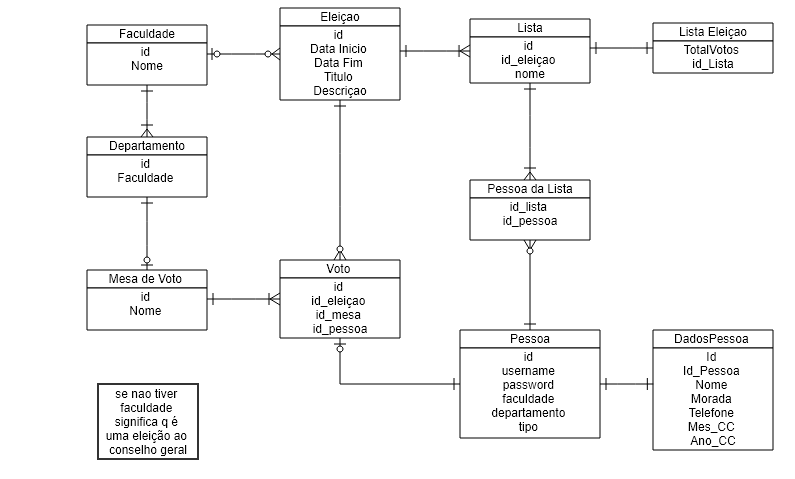 Faculdade
id
Nome
Eleiçao
id
Data Inicio
Data Fim
Titulo
Descriçao
Lista
id
id_eleiçao
nome
Lista Eleiçao
TotalVotos
id_Lista
Departamento
id
Faculdade
Pessoa da Lista
id_lista
id_pessoa
Mesa de Voto
id
Nome
Voto
id
id_eleiçao
id_mesa
id_pessoa
Pessoa
id
username
password
faculdade
departamento
tipo
DadosPessoa
Id
Id_Pessoa
Nome
Morada
Telefone
Mes_CC
Ano_CC
se nao tiver
faculdade
significa q é
uma eleição ao
conselho geral